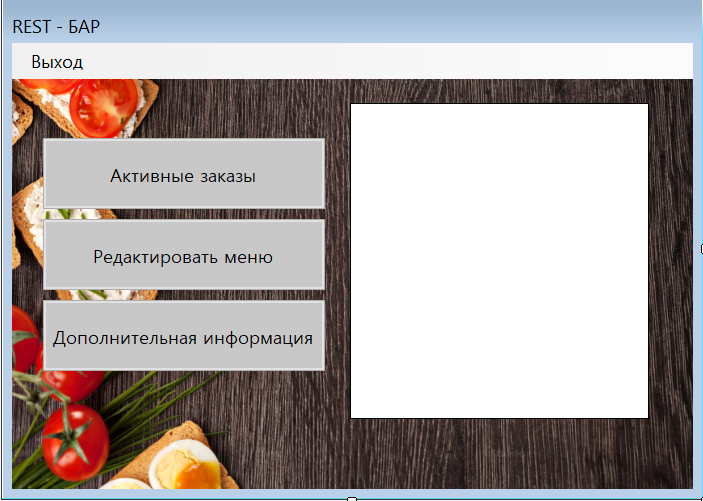 REST - БАР
Выход
Активные заказы
Редактировать меню
Дополнительная информация